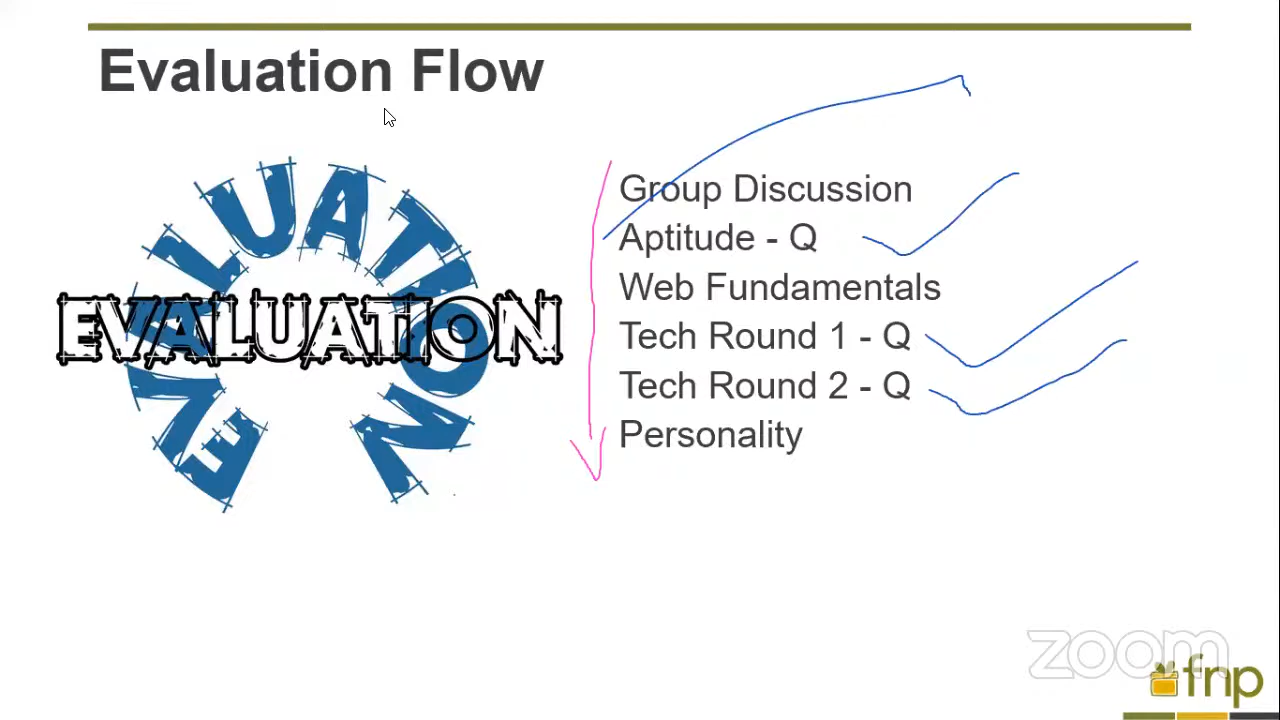 Evaluation Flow
EVALUATION
EVALUATION
Group Discussion
Aptitude - Q
Web Fundamentals
Tech Round 1 - Q
Tech Round 2 - Q
Personality
zoom
fnp